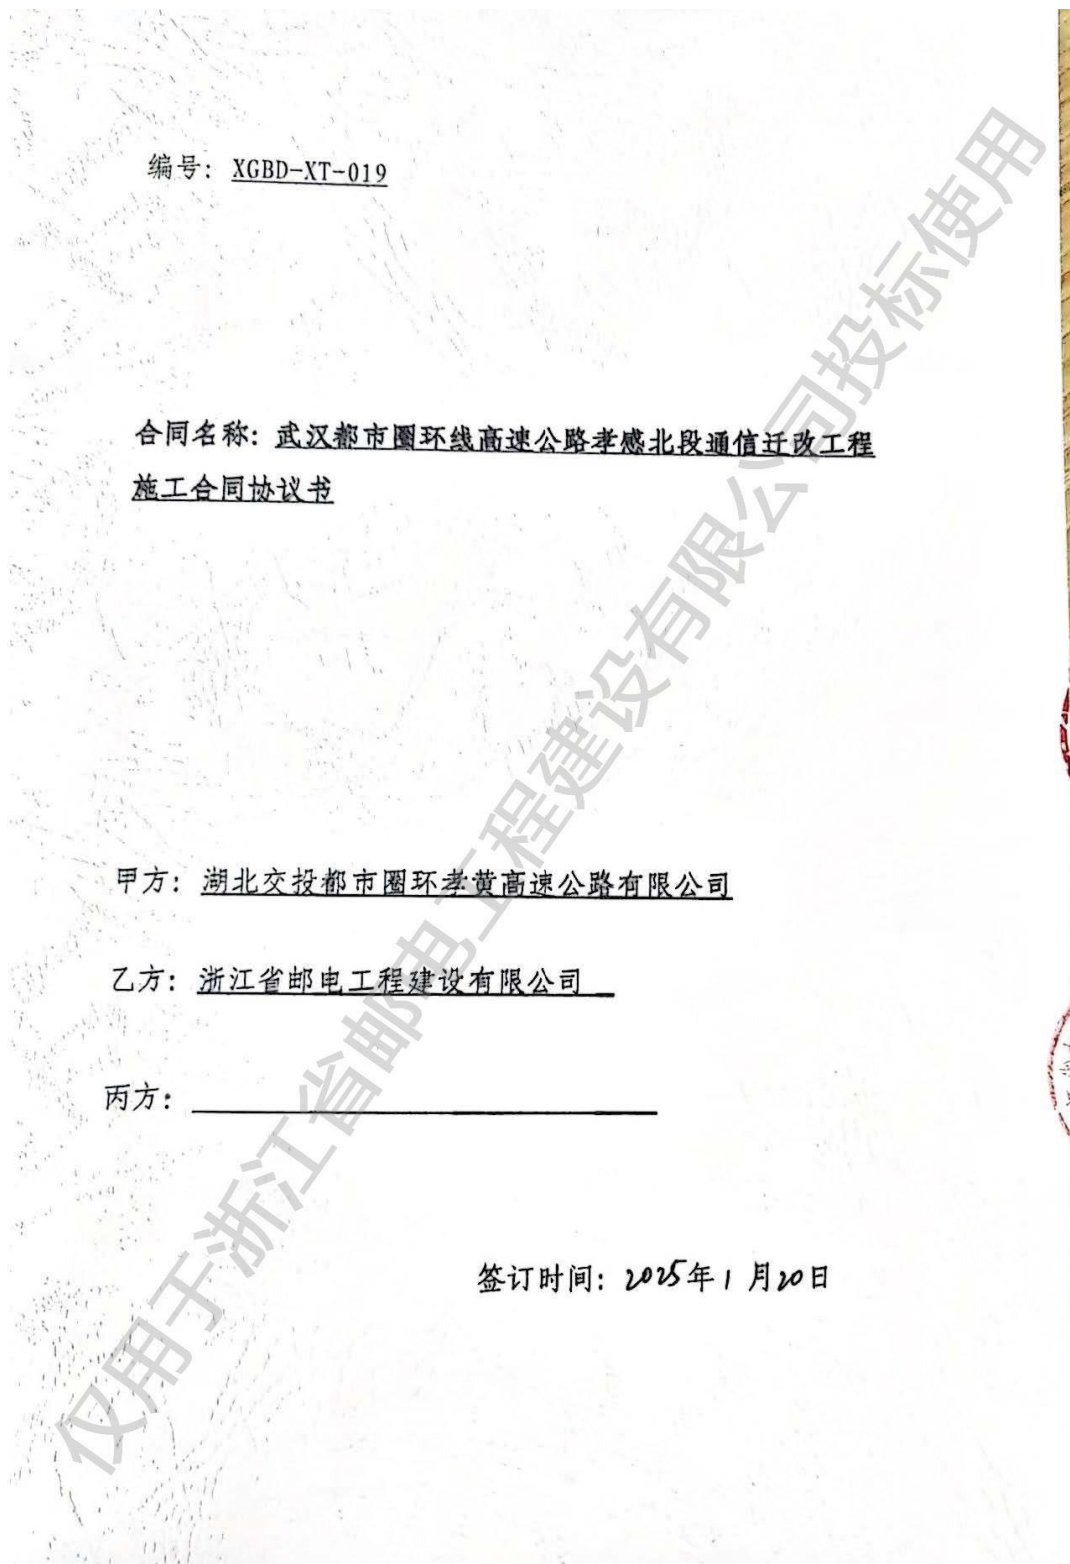 编号：XGBD-XT-019
合同名称：武汉都市圈环线高速公路孝感北段通信迁改工程
施工合同协议书
甲方：湖北交投都市圈环孝黄高速公路有限公司
乙方：浙江省邮电工程建设有限公司
丙方：
签订时间：2025年1月20日
仅用于浙江省邮电工程建设有限公司投标使用